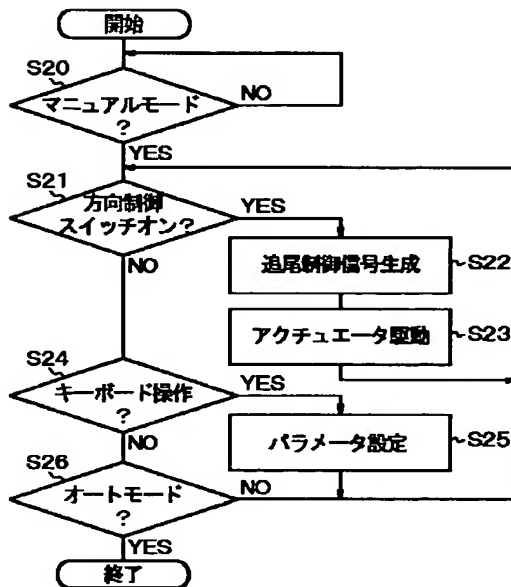 開始
S20
マニュアルモード
?
NO
YES
S21
方向制御
スイッチオン?
YES
NO
追尾制御信号生成
S22
アクチュエータ駆動
S23
S24
キーボード操作
?
YES
NO
パラメータ設定
S25
S26
オートモード
?
NO
YES
終了